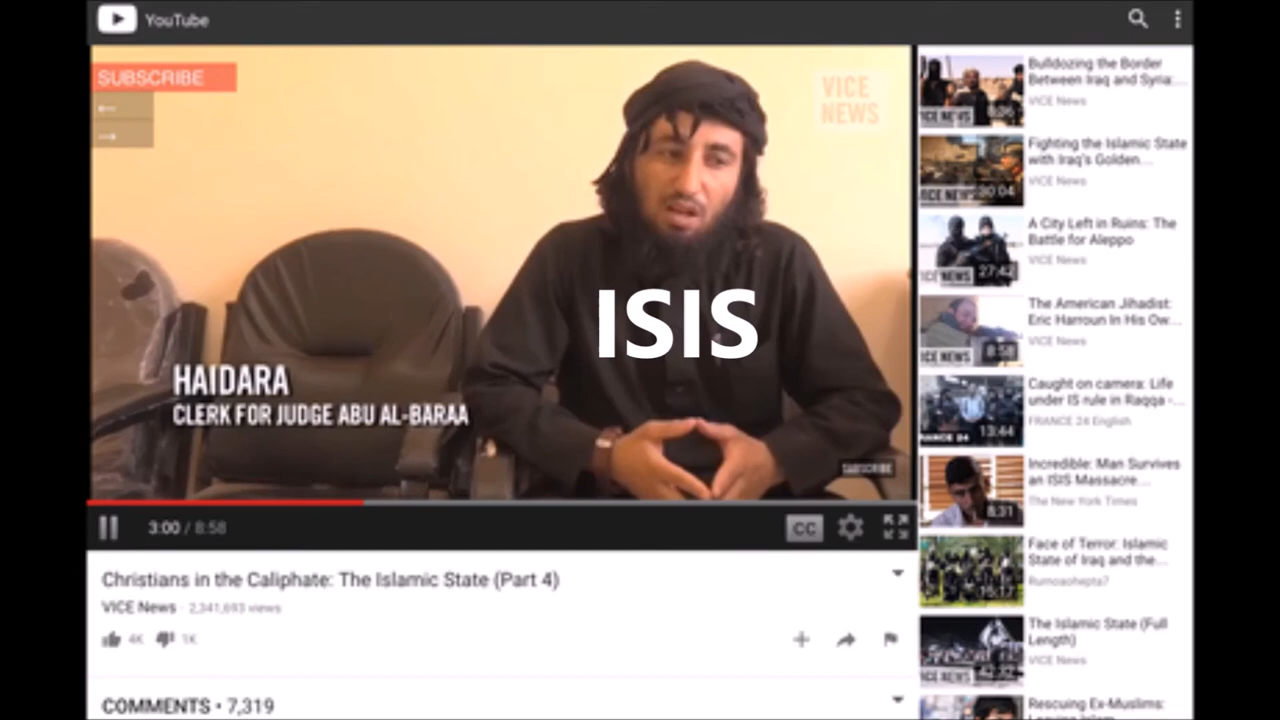 YouTube
SUBSCRIBE
VICE
NEWS
ISIS
HAIDARA
CLERK FOR JUDGE ABU AL-BARAA
SUBSCRIBE
3:00 / 8:58
CC
Christians in the Caliphate: The Islamic State (Part 4)
VICE News · 2,341,693 views
4K 1K
COMMENTS • 7,319
Bulldozing the Border
Between Iraq and Syria:...
VICE News
Fighting the Islamic State
with Iraq's Golden...
VICE News
30:04
A City Left in Ruins: The
Battle for Aleppo
VICE News
27:42
The American Jihadist:
Eric Harroun In His Ow...
VICE News
8:58
Caught on camera: Life
under IS rule in Raqqa -...
FRANCE 24 English
13:44
Incredible: Man Survives
an ISIS Massacre...
The New York Times
8:31
Face of Terror: Islamic
State of Iraq and the...
15:17
The Islamic State (Full
Length)
VICE News
Rescuing Ex-Muslims: